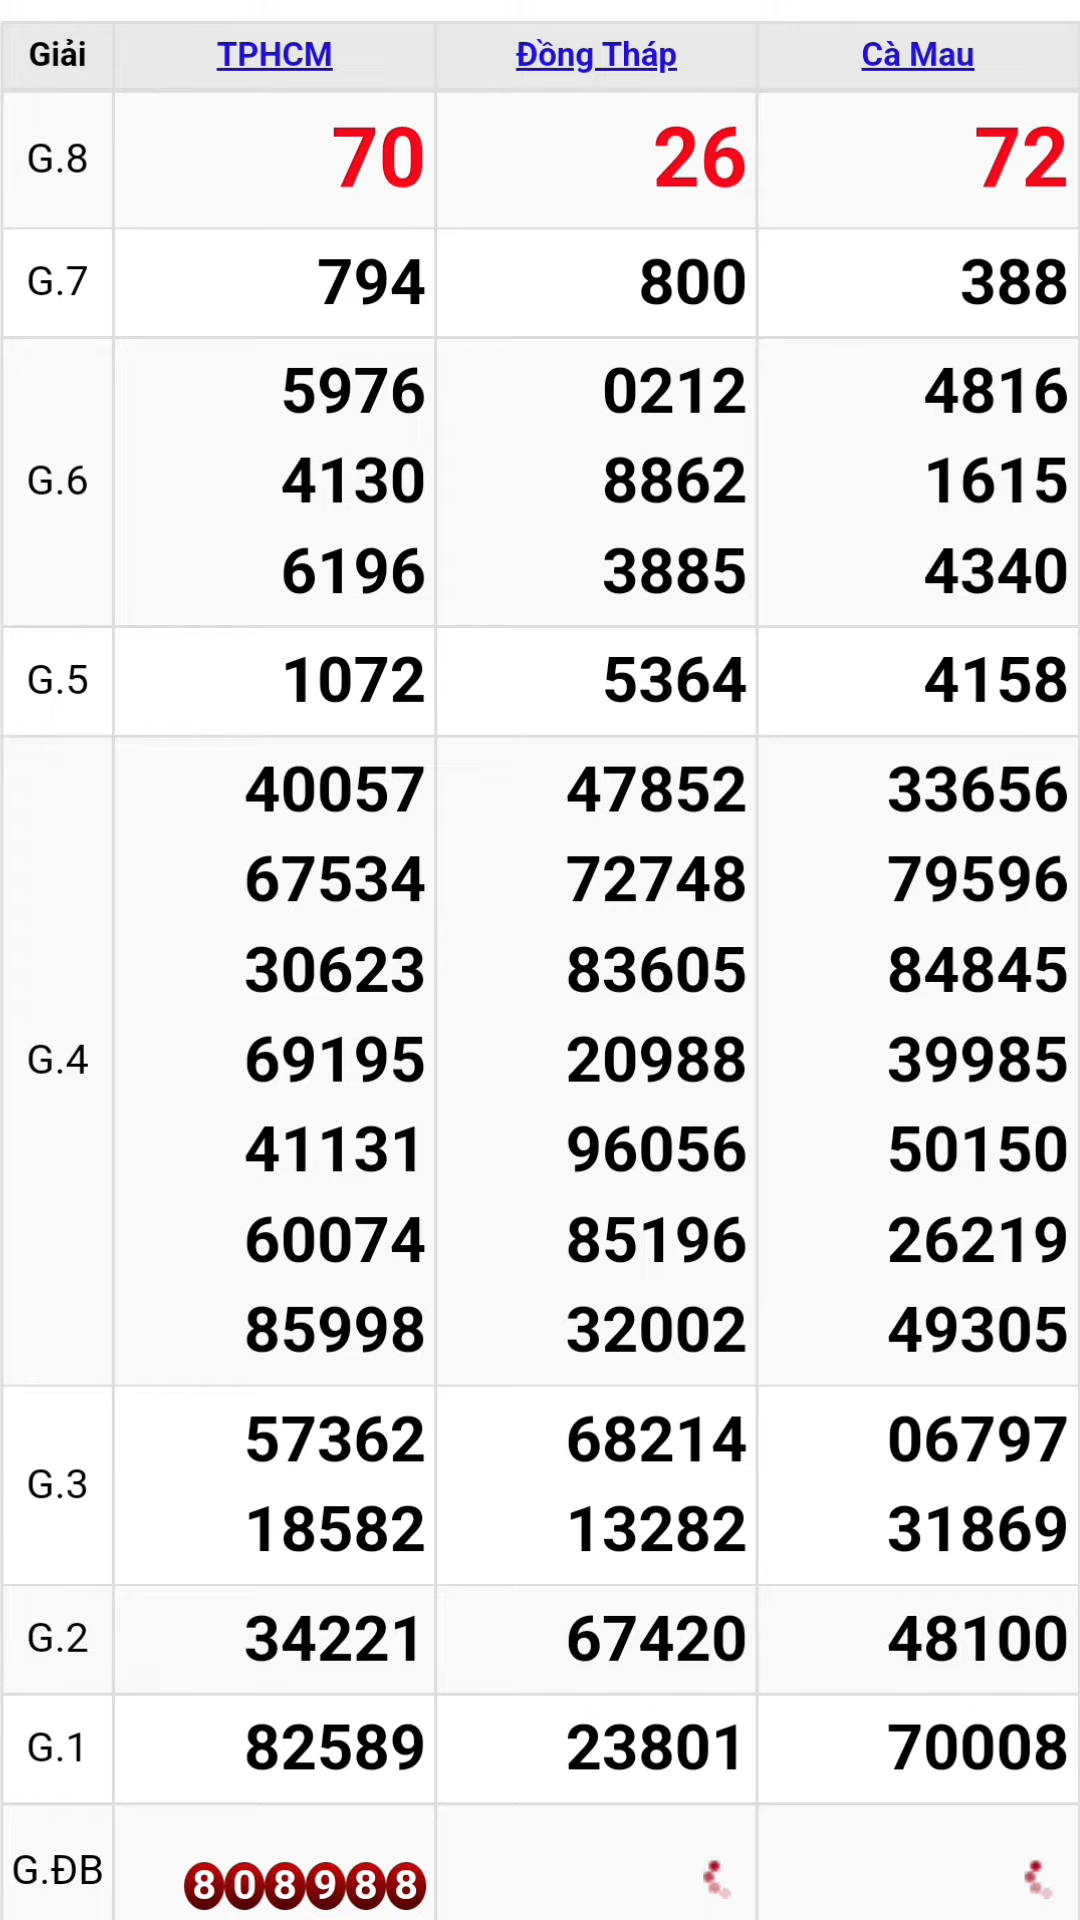 Giải TPHCM Đồng Tháp Cà Mau
G.8 70 26 72
G.7 794 800 388
5976 0212 4816
G.6 4130 8862 1615
6196 3885 4340
G.5 1072 5364 4158
40057 47852 33656
67534 72748 79596
30623 83605 84845
G.4 69195 20988 39985
41131 96056 50150
60074 85196 26219
85998 32002 49305
57362 68214 06797
G.3
18582 13282 31869
G.2 34221 67420 48100
G.1 82589 23801 70008
G.ĐB 808988